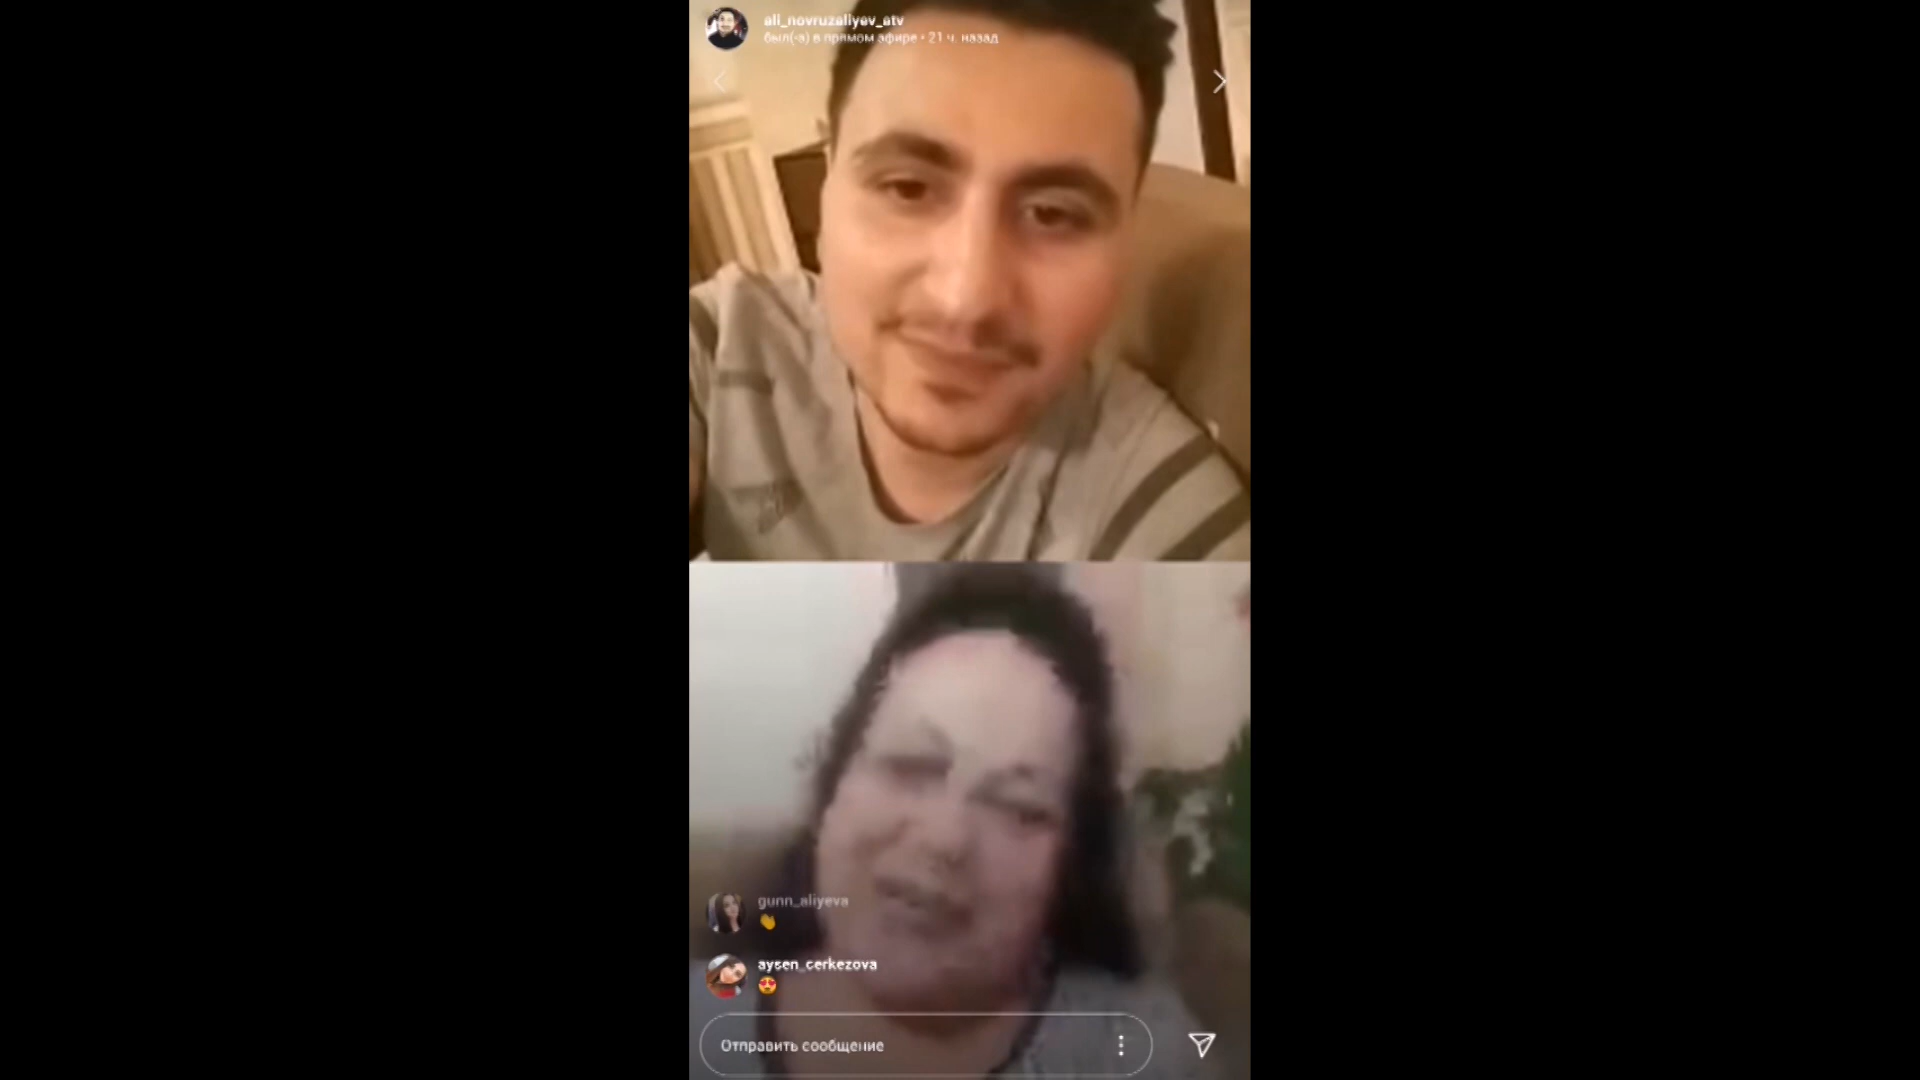 ali_novruzaliyev_atv
был(-а) в прямом эфире • 21 ч. назад
gunn_aliyeva
👏
aysen_cerkezova
😍
Отправить сообщение